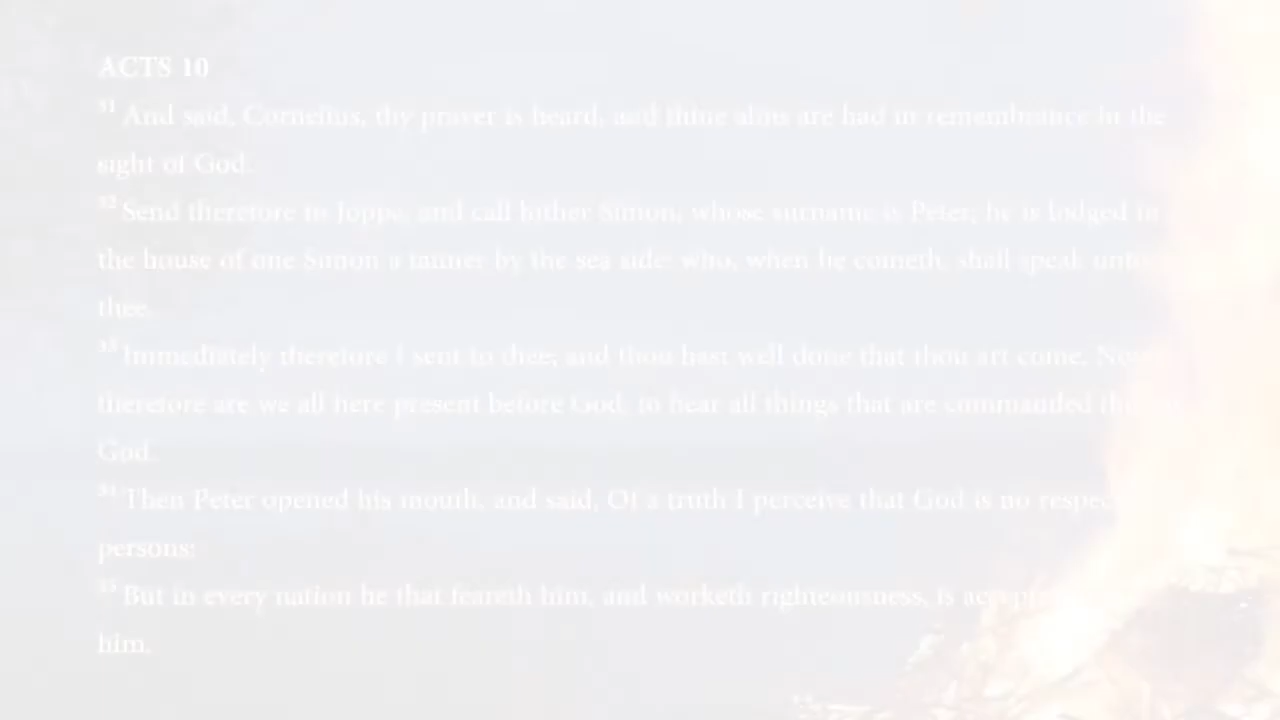 ACTS 10
31 And said, Cornelius, thy prayer is heard, and thine alms are had in remembrance in the
sight of God.
32 Send therefore to Joppa, and call hither Simon, whose surname is Peter; he is lodged in
the house of one Simon a tanner by the sea side: who, when he cometh, shall speak unto
thee.
33 Immediately therefore I sent to thee; and thou hast well done that thou art come. Now
therefore are we all here present before God, to hear all things that are commanded
God.
34 Then Peter opened his mouth, and said, Of a truth I perceive that God is no
persons:
35 But in every nation he that feareth him, and worketh righteousness, is
him.